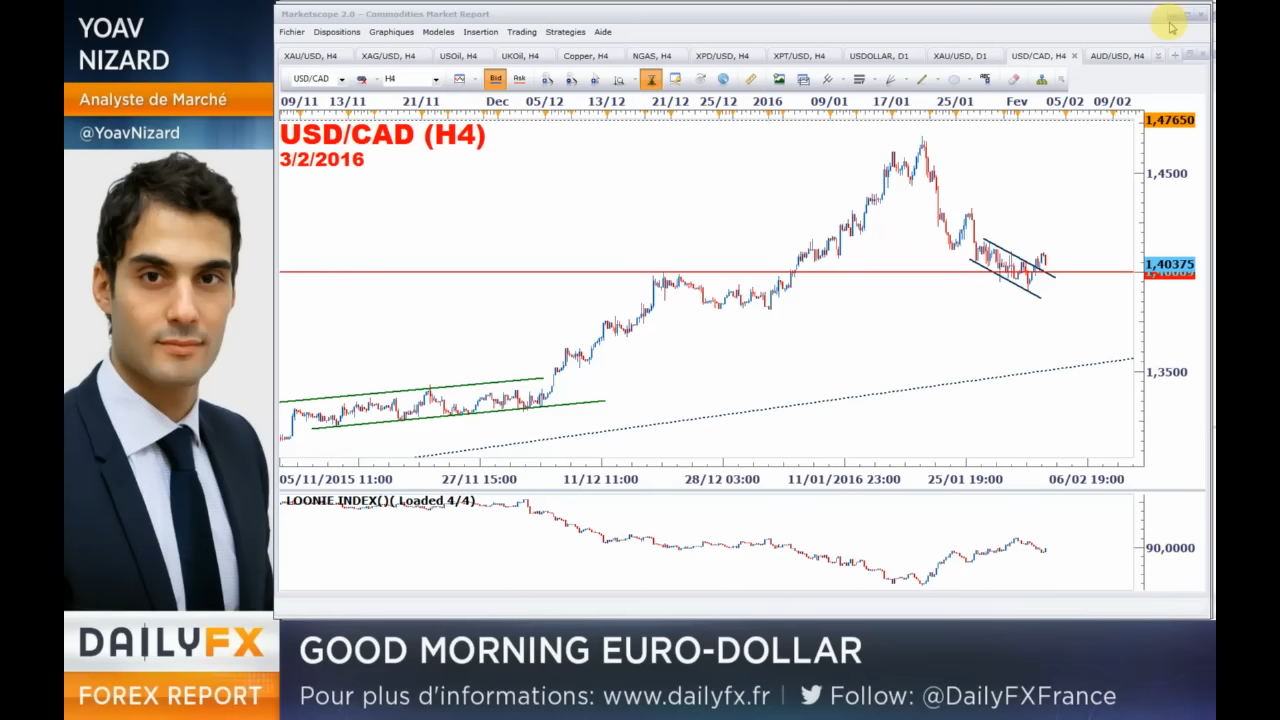 YOAV
NIZARD
Analyste de Marché
@YoavNizard
Marketscope 2.0 - Commodities Market Report
Fichier Dispositions Graphiques Modeles Insertion Trading Strategies Aide
XAU/USD, H4 XAG/USD, H4 USOil, H4 UKOil, H4 Copper, H4 NGAS, H4 XPD/USD, H4 XPT/USD, H4 USDOLLAR, D1 XAU/USD, D1 USD/CAD, H4 AUD/USD, H4
USD/CAD H4 Bid Ask
09/11 13/11 21/11 Dec 05/12 13/12 21/12 25/12 2016 09/01 17/01 25/01 Fev 05/02 09/02
USD/CAD (H4)
3/2/2016
1,47650
1,4500
1,40375
1,3500
05/11/2015 11:00 27/11 15:00 11/12 11:00 28/12 03:00 11/01/2016 23:00 25/01 19:00 06/02 19:00
LOONIE INDEX()( Loaded 4/4)
90,0000
DAILYFX
FOREX REPORT
GOOD MORNING EURO-DOLLAR
Pour plus d'informations: www.dailyfx.fr | Follow: @DailyFXFrance